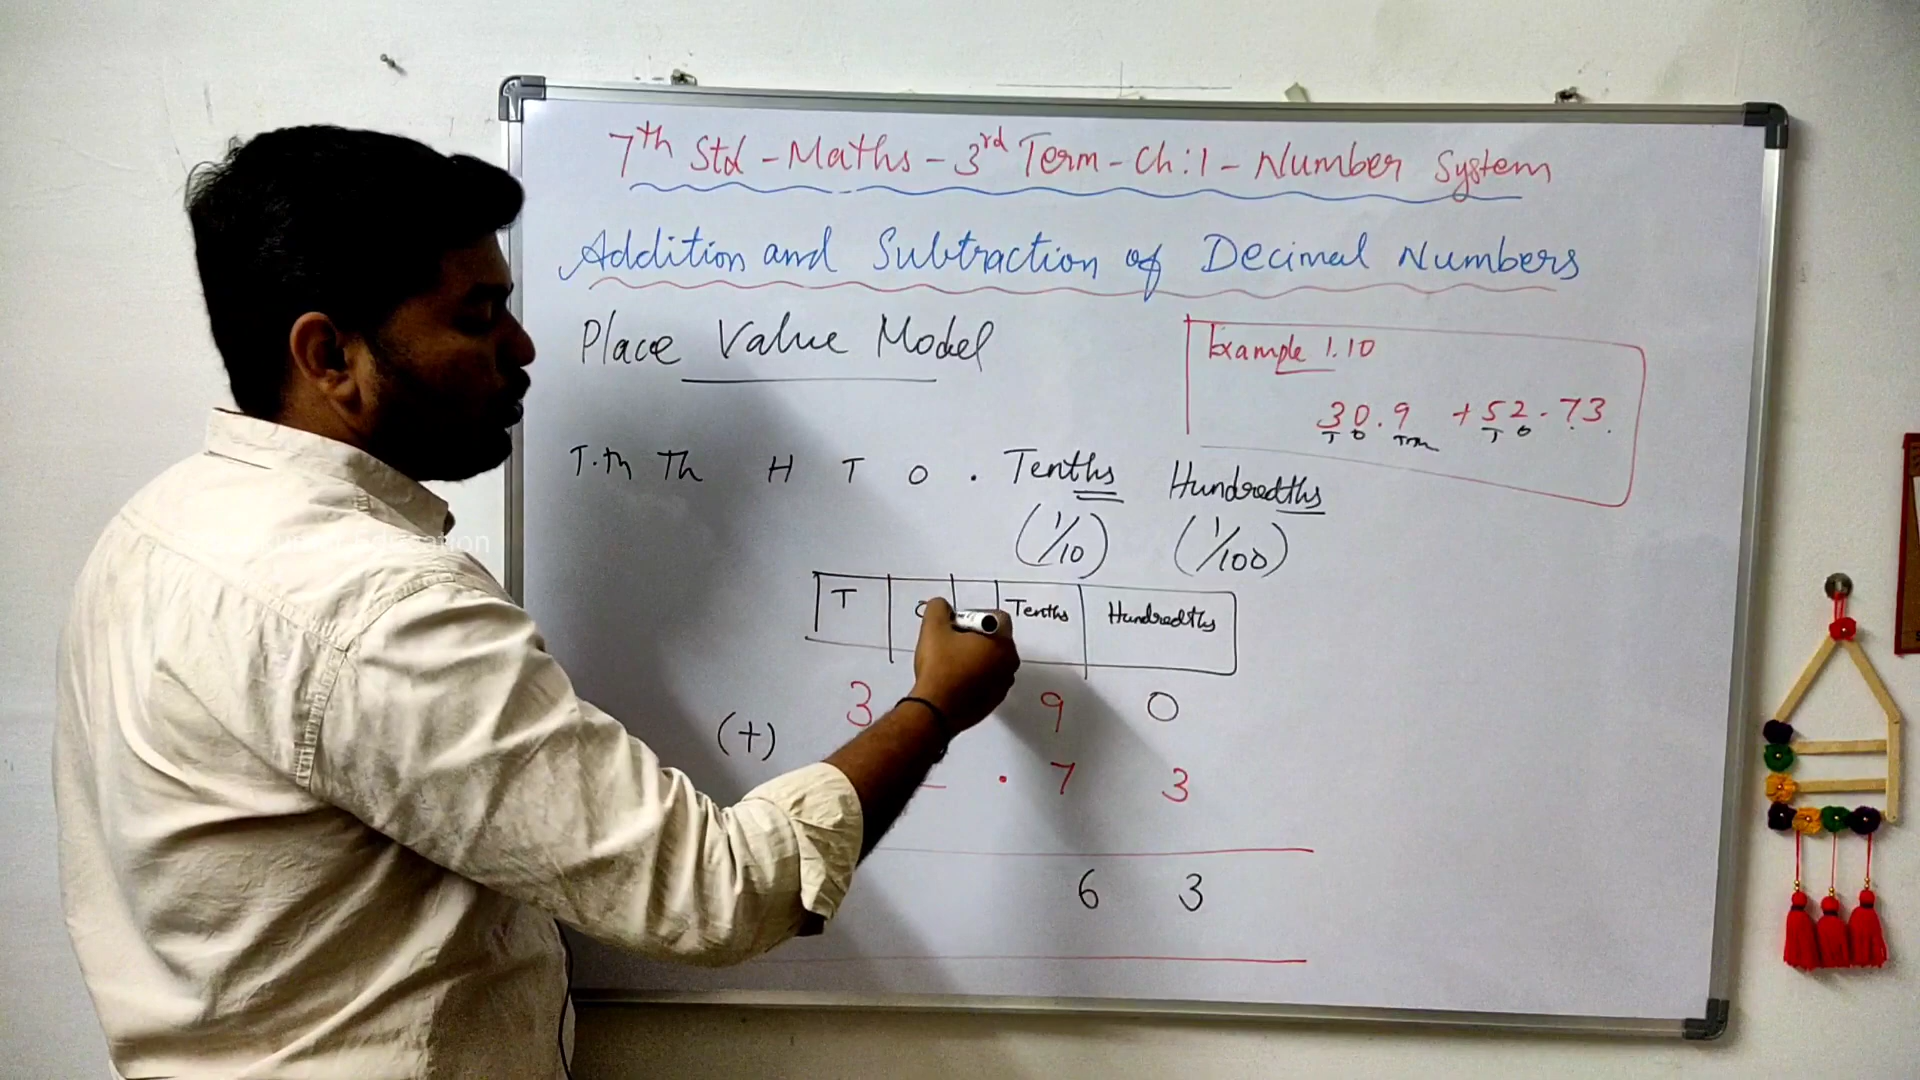 7th Std - Maths - 3rd Term - Ch:1 - Number System
Addition and Subtraction of Decimal Numbers
Place Value Model
Example 1.10
30.9 + 52.73
T O Ten T O
T.th Th H T O . Tenths Hundredths
(1/10) (1/100)
T Tenths Hundredths
3 9 0
(+)
. 7 3
6 3